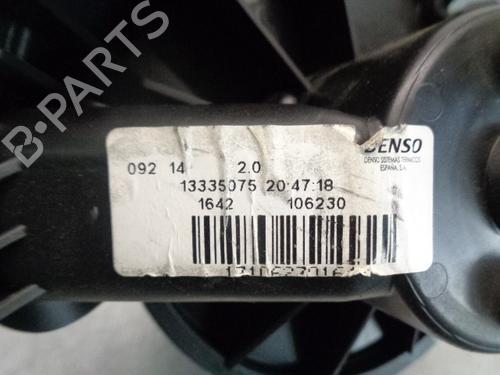 B-PARTS
DENSO
DENSO SISTEMAS TERMICOS
ESPAÑA, S.A.
092 14 2.0
13335075 20:47:18
1642 106230